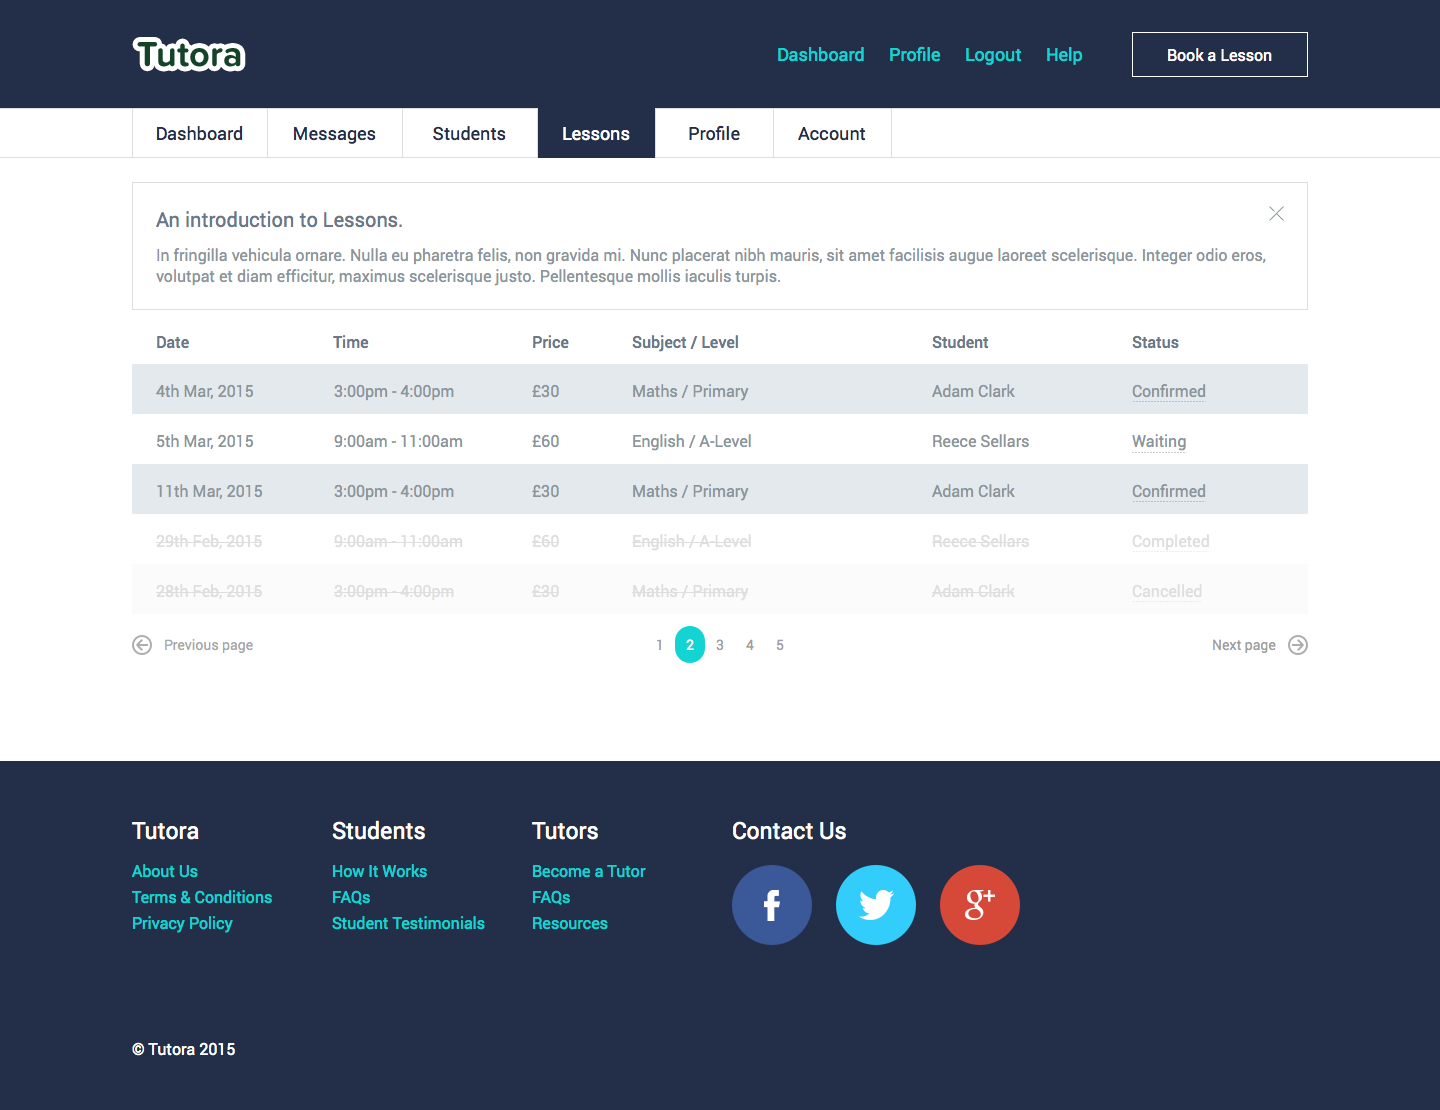 Tutora
Dashboard Profile Logout Help Book a Lesson
Dashboard Messages Students Lessons Profile Account
An introduction to Lessons.
In fringilla vehicula ornare. Nulla eu pharetra felis, non gravida mi. Nunc placerat nibh mauris, sit amet facilisis augue laoreet scelerisque. Integer odio eros,
volutpat et diam efficitur, maximus scelerisque justo. Pellentesque mollis iaculis turpis.
Date Time Price Subject / Level Student Status
4th Mar, 2015 3:00pm - 4:00pm £30 Maths / Primary Adam Clark Confirmed
5th Mar, 2015 9:00am - 11:00am £60 English / A-Level Reece Sellars Waiting
11th Mar, 2015 3:00pm - 4:00pm £30 Maths / Primary Adam Clark Confirmed
29th Feb, 2015 9:00am - 11:00am £60 English / A-Level Reece Sellars Completed
28th Feb, 2015 3:00pm - 4:00pm £30 Maths / Primary Adam Clark Cancelled
Previous page 1 2 3 4 5 Next page
Tutora Students Tutors Contact Us
About Us How It Works Become a Tutor
Terms & Conditions FAQs FAQs
Privacy Policy Student Testimonials Resources
© Tutora 2015